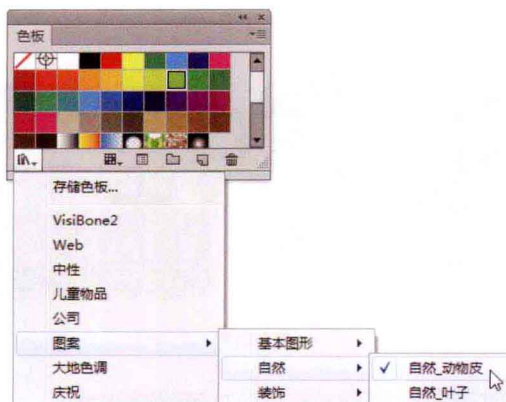 色板
存储色板...
VisiBone2
Web
中性
儿童物品
公司
图案
基本图形
大地色调
自然
自然_动物皮
庆祝
装饰
自然_叶子